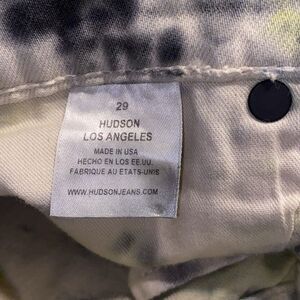 29
HUDSON
LOS ANGELES
MADE IN USA
HECHO EN LOS EE.UU.
FABRIQUE AU ETATS-UNIS
WWW.HUDSONJEANS.COM